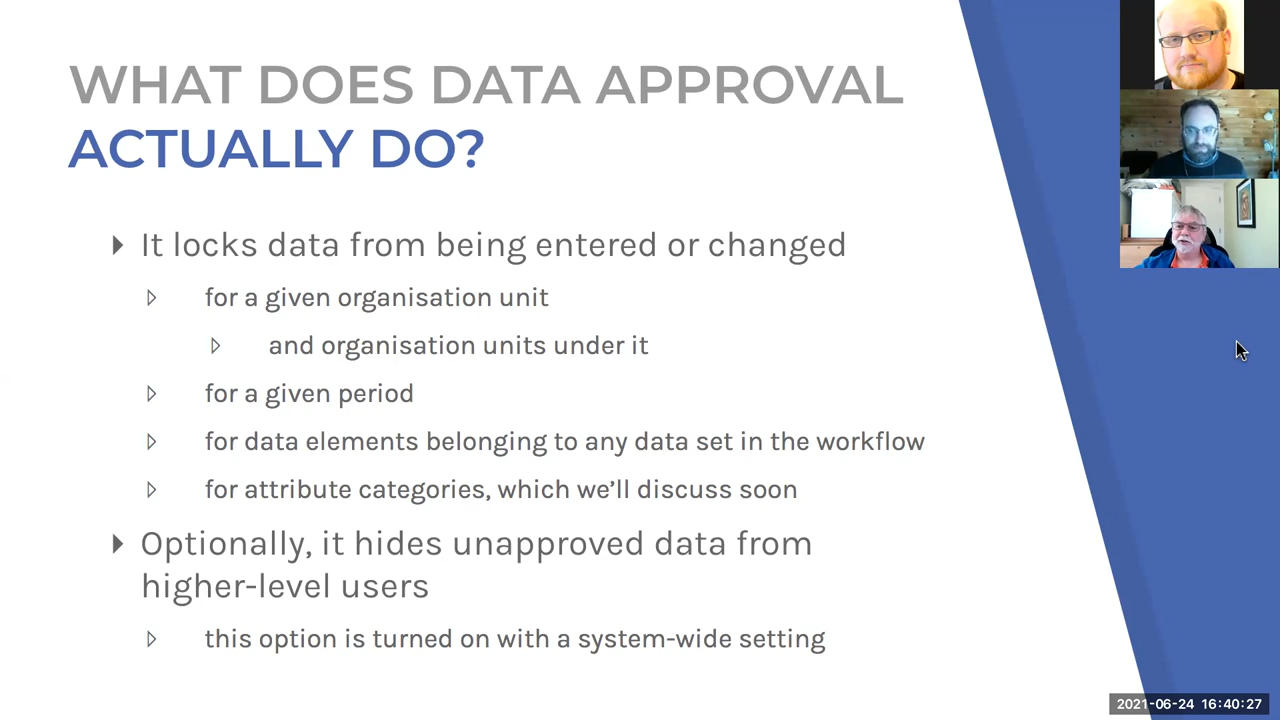 WHAT DOES DATA APPROVAL
ACTUALLY DO?
It locks data from being entered or changed
for a given organisation unit
and organisation units under it
for a given period
for data elements belonging to any data set in the workflow
for attribute categories, which we'll discuss soon
Optionally, it hides unapproved data from
higher-level users
this option is turned on with a system-wide setting
2021-06-24 16:40:27